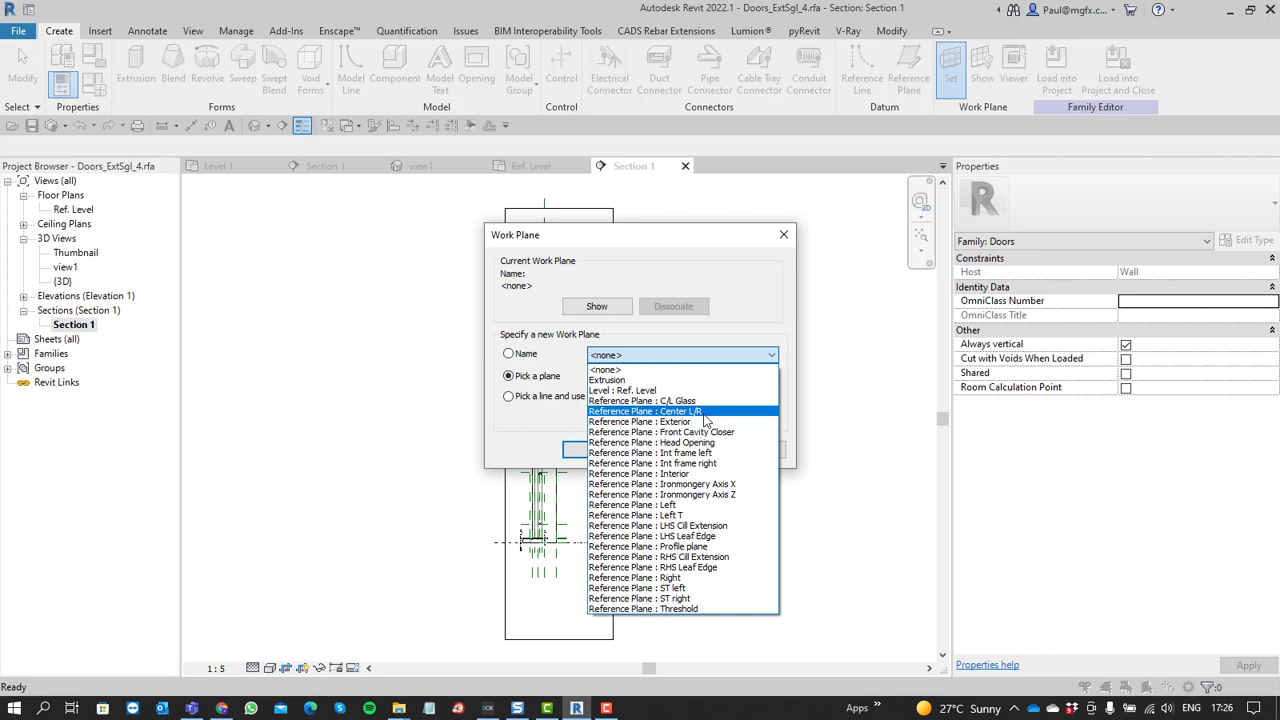 Autodesk Revit 2022.1 - Doors_ExtSgl_4.rfa - Section: Section 1
Paul@mgfx.c...
File Create Insert Annotate View Manage Add-Ins Enscape™ Quantification Issues BIM Interoperability Tools CADS Rebar Extensions Lumion® pyRevit V-Ray Modify
Modify
Extrusion Blend Revolve Sweep Swept Blend Void Forms
Model Line Component Model Text Opening Model Group
Control
Electrical Connector Duct Connector Pipe Connector Cable Tray Connector Conduit Connector
Reference Line Reference Plane
Set Show Viewer
Load into Project Load into Project and Close
Select Properties Forms Model Control Connectors Datum Work Plane Family Editor
Project Browser - Doors_ExtSgl_4.rfa
Views (all)
Floor Plans
Ref. Level
Ceiling Plans
3D Views
Thumbnail
view1
{3D}
Elevations (Elevation 1)
Sections (Section 1)
Section 1
Sheets (all)
Families
Groups
Revit Links
Level 1 Section 1 view1 Ref. Level Section 1
2D
Work Plane
Current Work Plane
Name:
<none>
Show Dissociate
Specify a new Work Plane
Name <none>
Pick a plane
Pick a line and use
<none>
Extrusion
Level : Ref. Level
Reference Plane : C/L Glass
Reference Plane : Center L/R
Reference Plane : Exterior
Reference Plane : Front Cavity Closer
Reference Plane : Head Opening
Reference Plane : Int frame left
Reference Plane : Int frame right
Reference Plane : Interior
Reference Plane : Ironmongery Axis X
Reference Plane : Ironmongery Axis Z
Reference Plane : Left
Reference Plane : Left T
Reference Plane : LHS Cill Extension
Reference Plane : LHS Leaf Edge
Reference Plane : Profile plane
Reference Plane : RHS Cill Extension
Reference Plane : RHS Leaf Edge
Reference Plane : Right
Reference Plane : ST left
Reference Plane : ST right
Reference Plane : Threshold
Properties
R
Family: Doors Edit Type
Constraints
Host Wall
Identity Data
OmniClass Number
OmniClass Title
Other
Always vertical
Cut with Voids When Loaded
Shared
Room Calculation Point
Properties help Apply
1 : 5
Ready
:0
Apps 27°C Sunny ENG 17:26